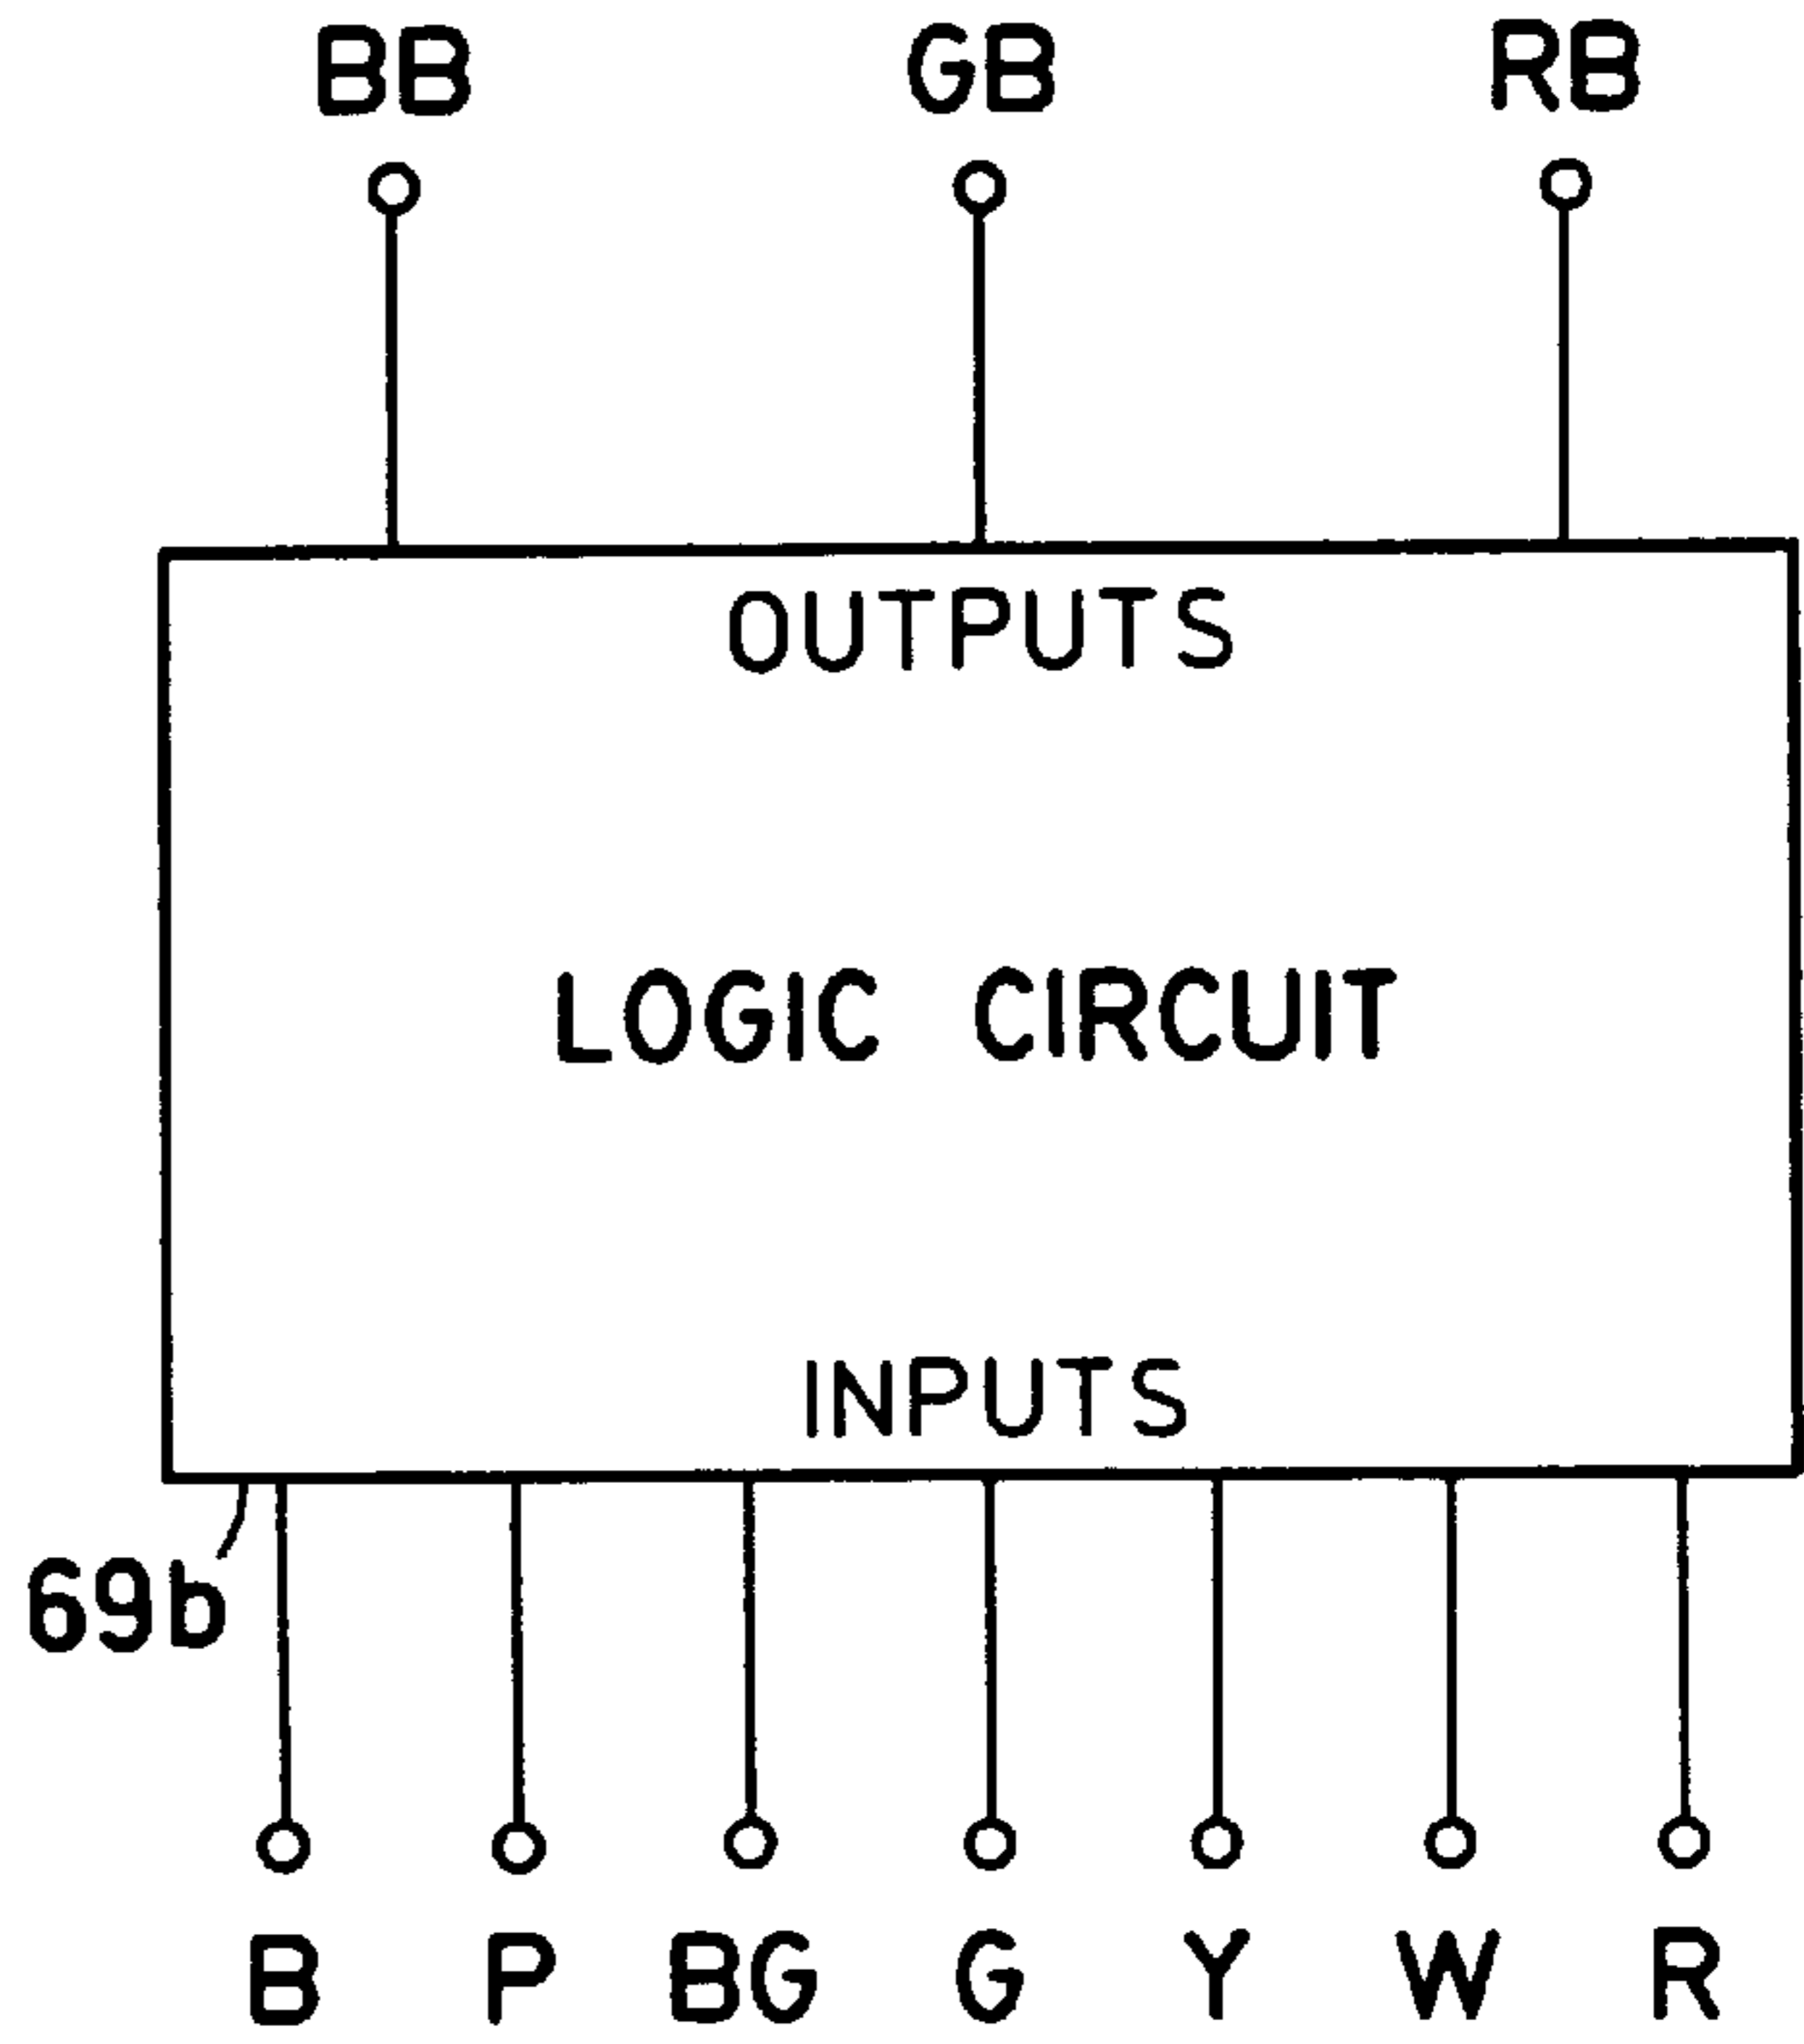 BB GB RB
OUTPUTS
LOGIC CIRCUIT
INPUTS
69b
B P BG G Y W R